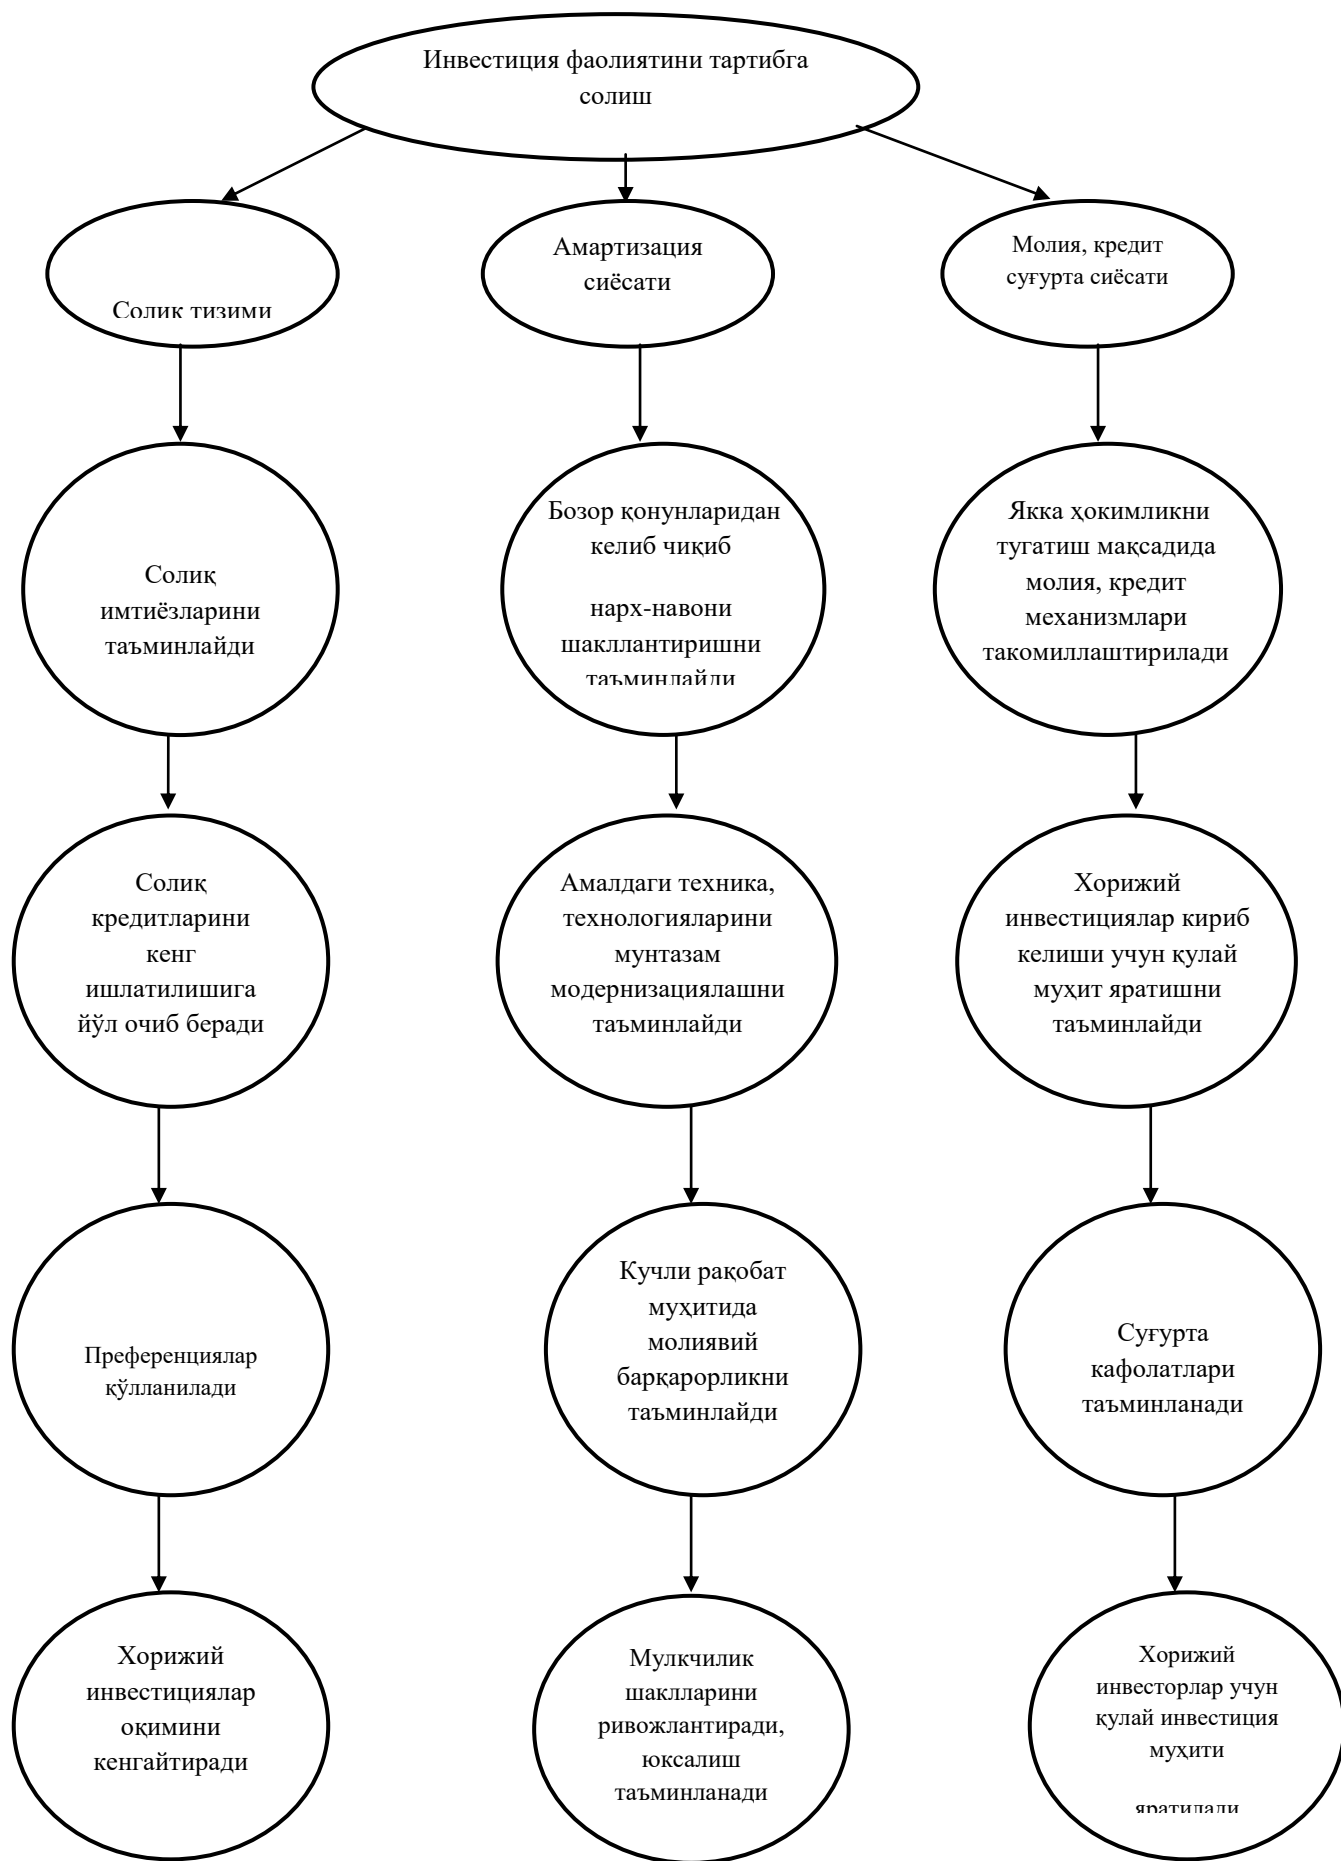 Инвестиция фаолиятини тартибга
солиш
Солиқ тизими
Амартизация
сиёсати
Молия, кредит
суғурта сиёсати
Солиқ
имтиёзларини
таъминлайди
Бозор қонунларидан
келиб чиқиб
нарх-навони
шакллантиришни
таъминлайди
Якка ҳокимликни
тугатиш мақсадида
молия, кредит
механизмлари
такомиллаштирилади
Солиқ
кредитларини
кенг
ишлатилишига
йўл очиб беради
Амалдаги техника,
технологияларини
мунтазам
модернизациялашни
таъминлайди
Хорижий
инвестициялар кириб
келиши учун қулай
муҳит яратишни
таъминлайди
Преференциялар
қўлланилади
Кучли рақобат
муҳитида
молиявий
барқарорликни
таъминлайди
Суғурта
кафолатлари
таъминланади
Хорижий
инвестициялар
оқимини
кенгайтиради
Мулкчилик
шаклларини
ривожлантиради,
юксалиш
таъминланади
Хорижий
инвесторлар учун
қулай инвестиция
муҳити
яратилади